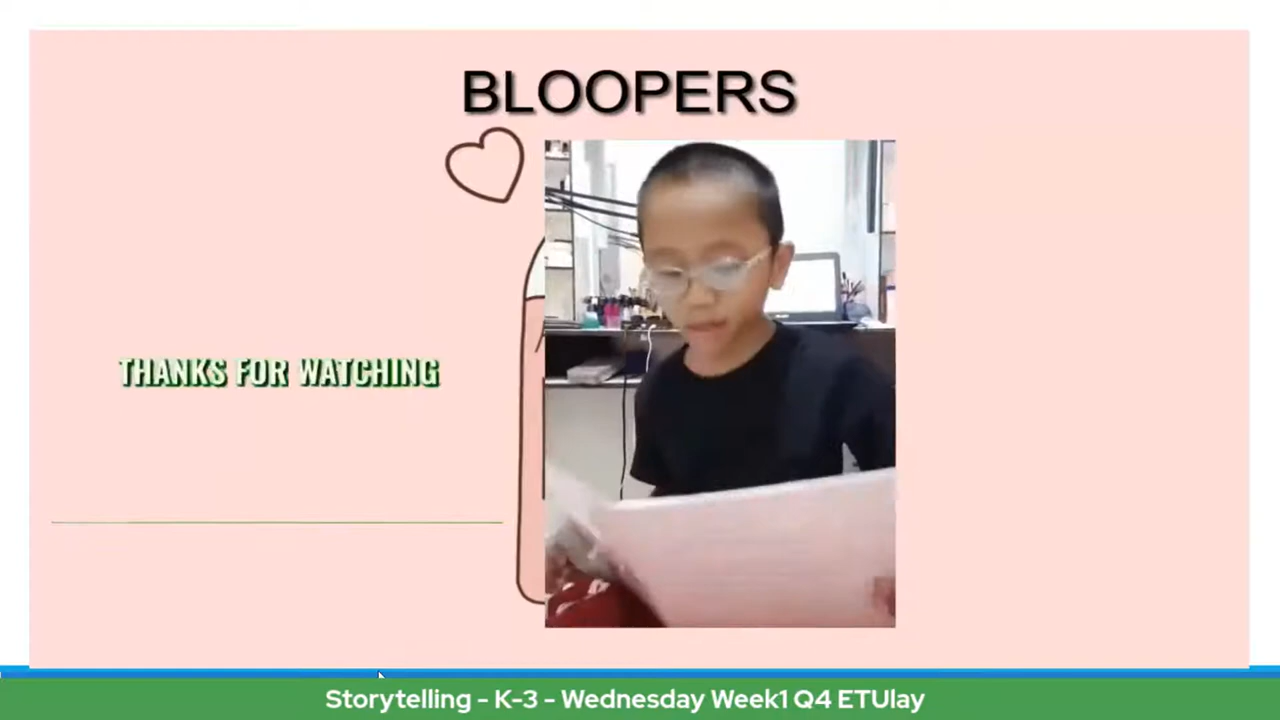 BLOOPERS
THANKS FOR WATCHING
Storytelling - K-3 - Wednesday Week1 Q4 ETUlay